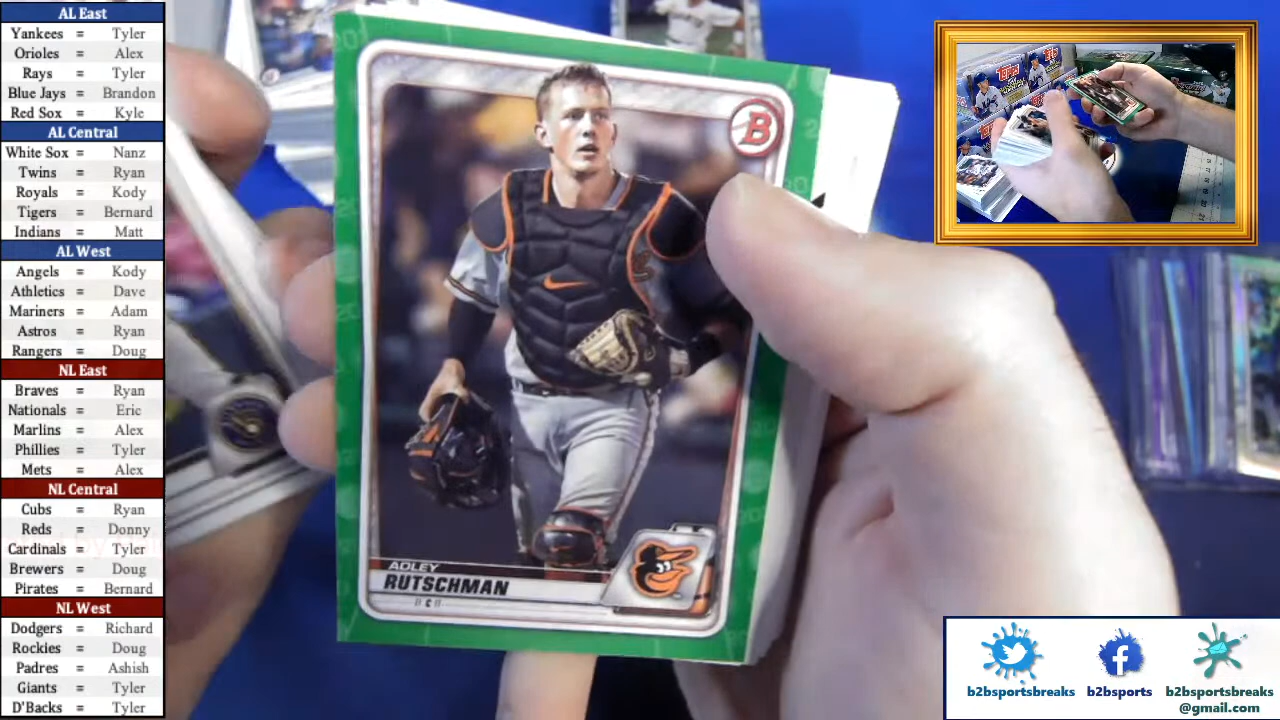 AL East
Yankees = Tyler
Orioles = Alex
Rays = Tyler
Blue Jays = Brandon
Red Sox = Kyle
AL Central
White Sox = Nanz
Twins = Ryan
Royals = Kody
Tigers = Bernard
Indians = Matt
AL West
Angels = Kody
Athletics = Dave
Mariners = Adam
Astros = Ryan
Rangers = Doug
NL East
Braves = Ryan
Nationals = Eric
Marlins = Alex
Phillies = Tyler
Mets = Alex
NL Central
Cubs = Ryan
Reds = Donny
Cardinals = Tyler
Brewers = Doug
Pirates = Bernard
NL West
Dodgers = Richard
Rockies = Doug
Padres = Ashish
Giants = Tyler
D'Backs = Tyler
B
ADLEY
RUTSCHMAN
C
b2bsportsbreaks
b2bsports
b2bsportsbreaks
@gmail.com